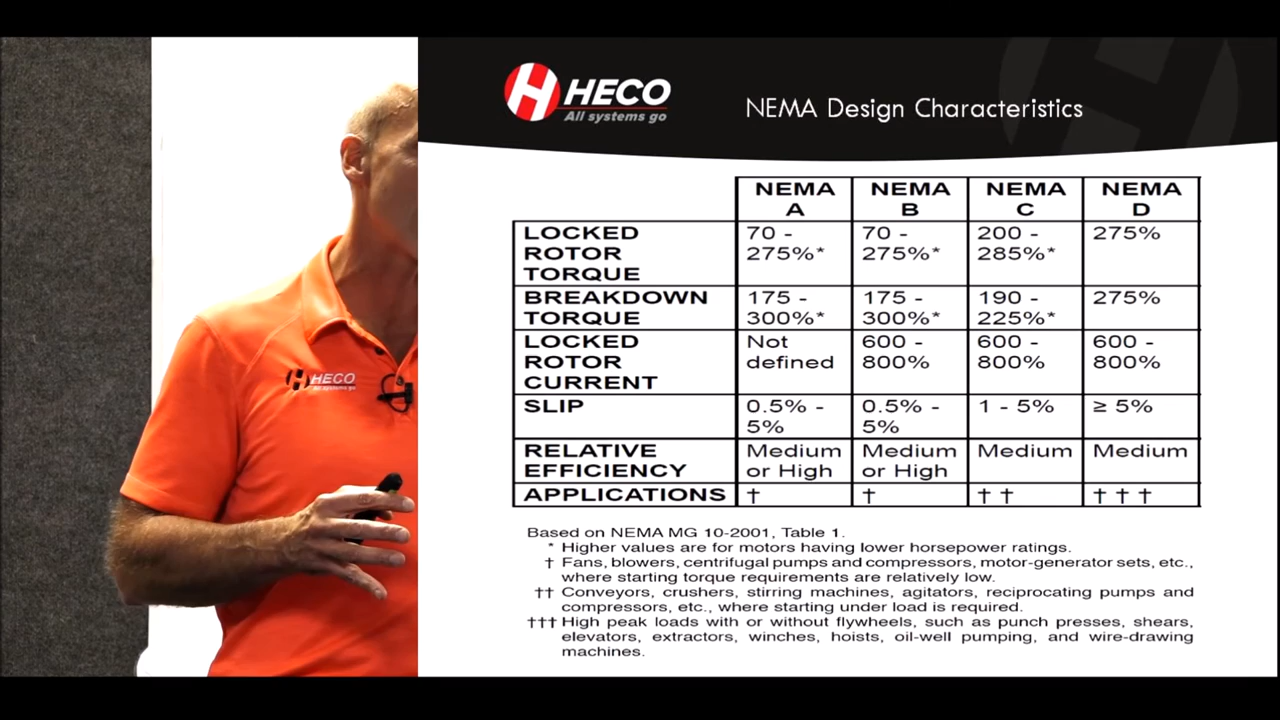 HECO
All systems go
NEMA Design Characteristics
NEMA A
NEMA B
NEMA C
NEMA D
LOCKED ROTOR TORQUE
70 - 275%*
70 - 275%*
200 - 285%*
275%
BREAKDOWN TORQUE
175 - 300%*
175 - 300%*
190 - 225%*
275%
LOCKED ROTOR CURRENT
Not defined
600 - 800%
600 - 800%
600 - 800%
SLIP
0.5% - 5%
0.5% - 5%
1 - 5%
≥ 5%
RELATIVE EFFICIENCY
Medium or High
Medium or High
Medium
Medium
APPLICATIONS
†
†
† †
† † †
Based on NEMA MG 10-2001, Table 1.
* Higher values are for motors having lower horsepower ratings.
† Fans, blowers, centrifugal pumps and compressors, motor-generator sets, etc.,
where starting torque requirements are relatively low.
†† Conveyors, crushers, stirring machines, agitators, reciprocating pumps and
compressors, etc., where starting under load is required.
††† High peak loads with or without flywheels, such as punch presses, shears,
elevators, extractors, winches, hoists, oil-well pumping, and wire-drawing
machines.
HECO
All systems go